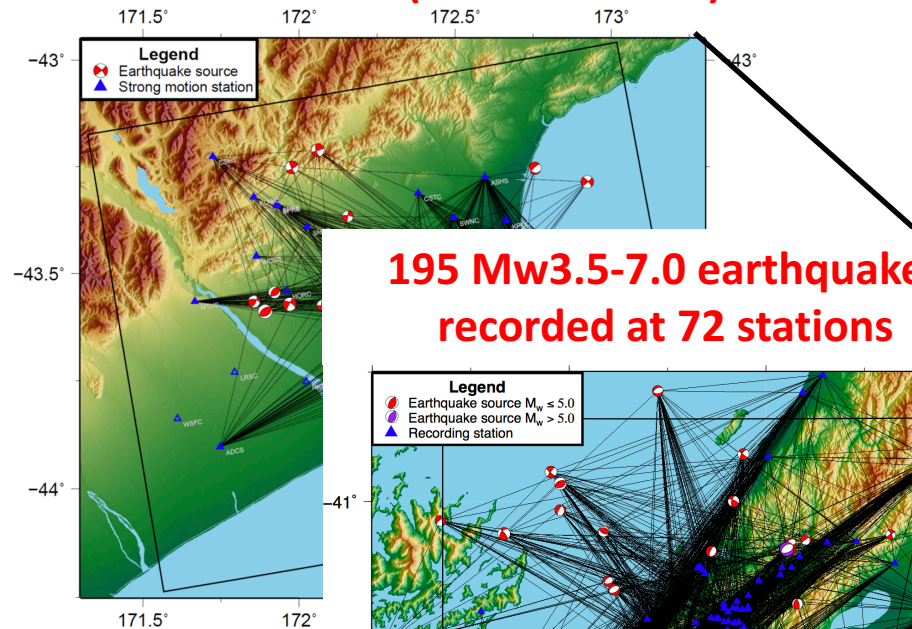 171.5° 172° 172.5° 173°
−43° −43°
Legend
Earthquake source
Strong motion station
ASHS
CSTC
SWNC
HORC
−43.5°
LRSC
WSFC
ADCS
−44°
171.5° 172°
195 Mw3.5-7.0 earthquake
recorded at 72 stations
Legend
Earthquake source Mw ≤ 5.0
Earthquake source Mw > 5.0
Recording station
−41°